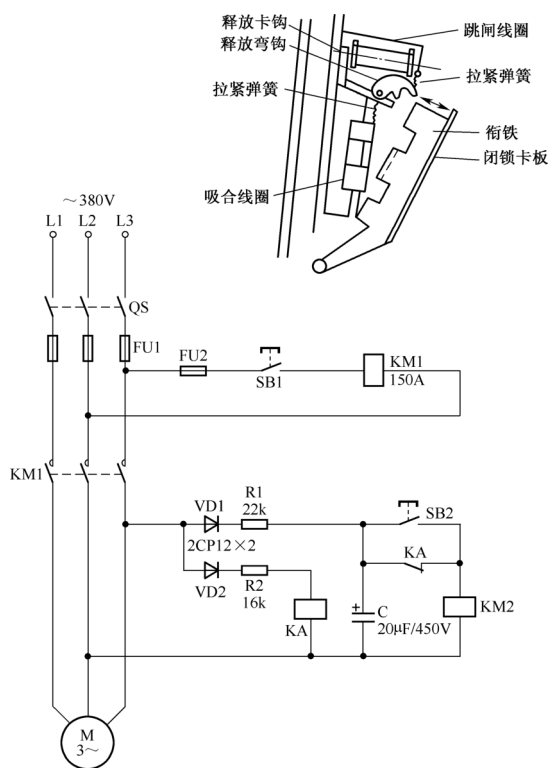 释放卡钩
释放弯钩
拉紧弹簧
吸合线圈
跳闸线圈
拉紧弹簧
衔铁
闭锁卡板
～380V
L1 L2 L3
QS
FU1
FU2
SB1
KM1
150A
KM1
VD1
2CP12×2
R1
22k
VD2
R2
16k
KA
SB2
KA
+
C
20μF/450V
KM2
M
3～